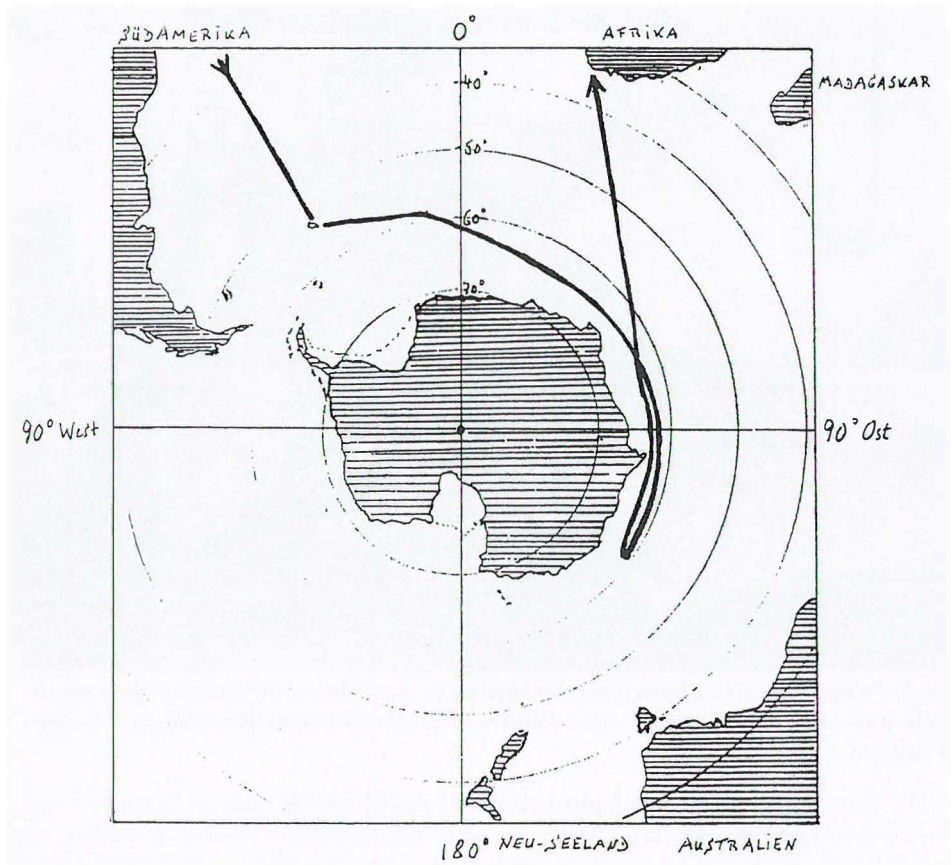 SÜDAMERIKA
0°
AFRIKA
MADAGASKAR
40°
50°
60°
70°
90° West
90° Ost
180°
NEU-SEELAND
AUSTRALIEN